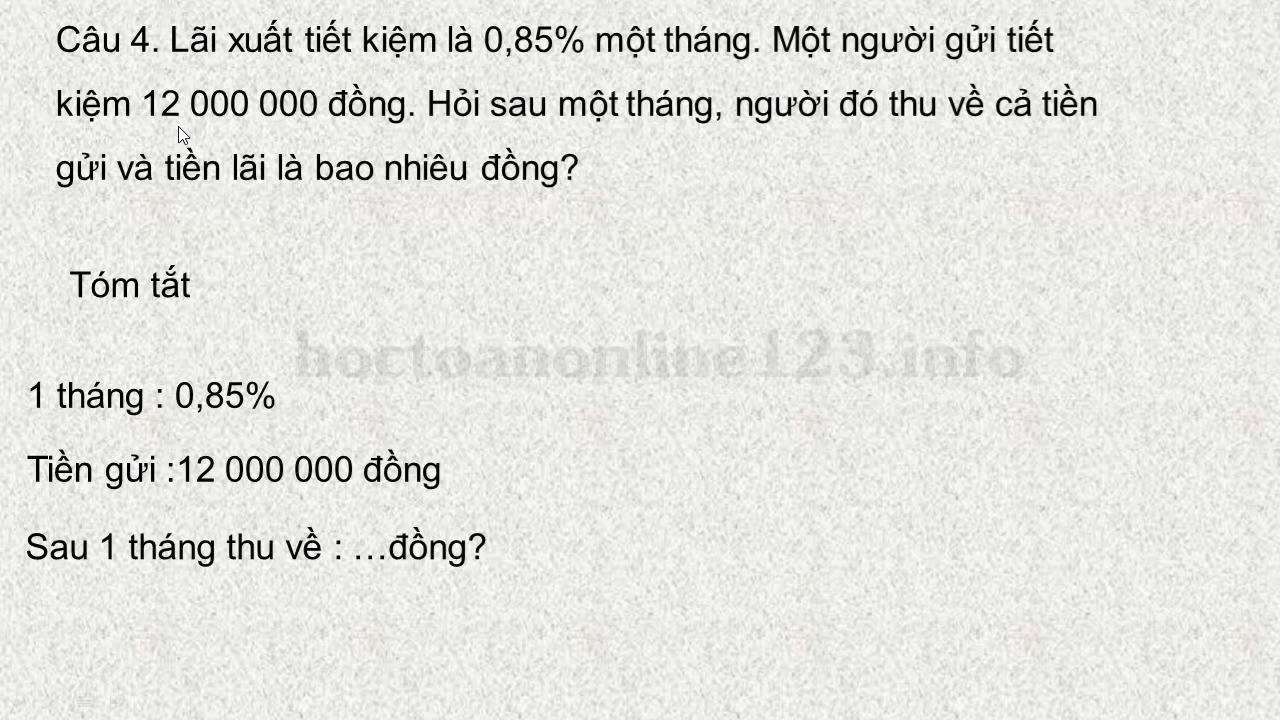 Câu 4. Lãi xuất tiết kiệm là 0,85% một tháng. Một người gửi tiết
kiệm 12 000 000 đồng. Hỏi sau một tháng, người đó thu về cả tiền
gửi và tiền lãi là bao nhiêu đồng?
Tóm tắt
hoctoanonline123.info
1 tháng : 0,85%
Tiền gửi :12 000 000 đồng
Sau 1 tháng thu về : …đồng?